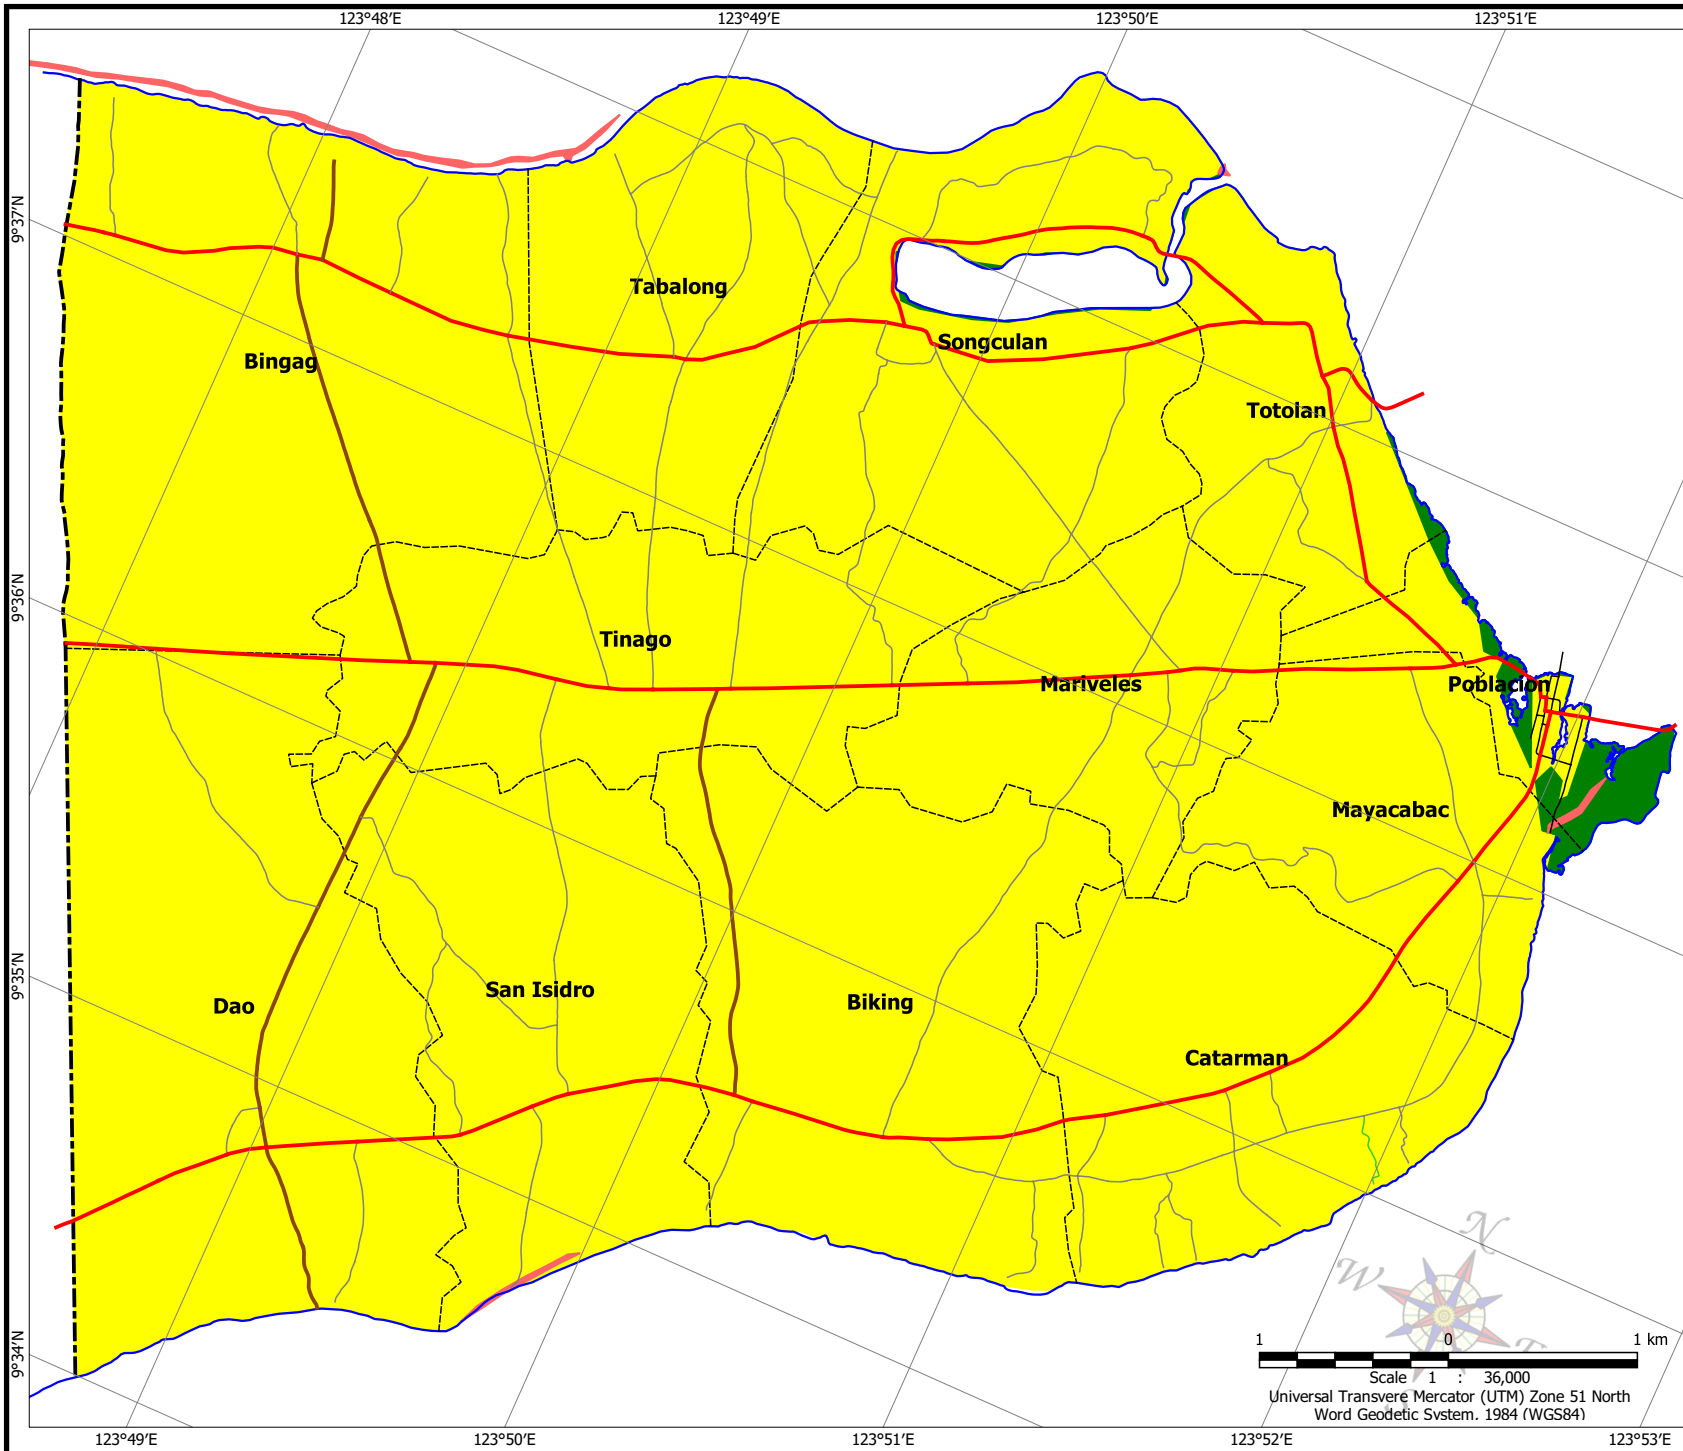 123°48′E 123°49′E 123°50′E 123°51′E
9°37′N
Tabalong
Songculan
Bingag
Totolan
9°36′N
Tinago
Mariveles
Poblacion
Mayacabac
9°35′N
San Isidro
Biking
Dao
Catarman
N
W
9°34′N
1 0 1 km
Scale 1 : 36,000
Universal Transvere Mercator (UTM) Zone 51 North
Word Geodetic System, 1984 (WGS84)
123°49′E 123°50′E 123°51′E 123°52′E 123°53′E